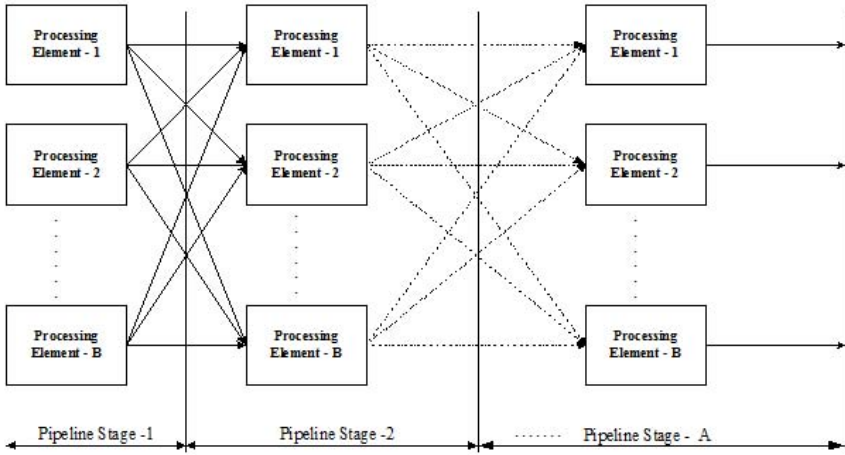 Processing
Element - 1
Processing
Element - 1
Processing
Element - 1
Processing
Element - 2
Processing
Element - 2
Processing
Element - 2
Processing
Element - B
Processing
Element - B
Processing
Element - B
Pipeline Stage -1
Pipeline Stage -2
Pipeline Stage - A